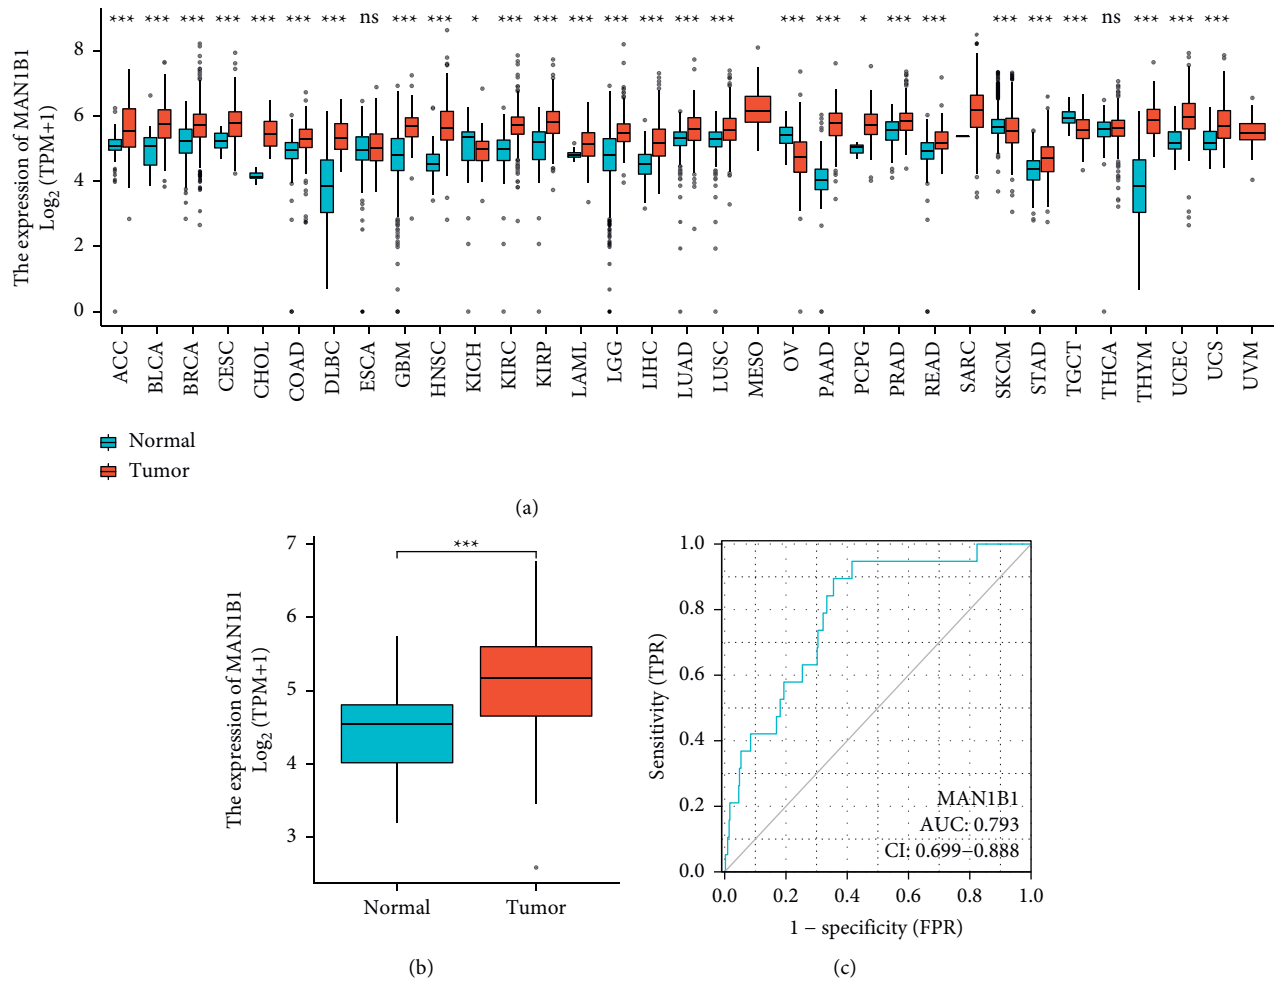 *** *** *** *** *** *** *** ns *** *** * *** *** *** *** *** *** *** *** *** * *** *** *** *** *** ns *** *** ***
The expression of MAN1B1
Log₂ (TPM+1)
8
6
4
2
0
ACC BLCA BRCA CESC CHOL COAD DLBC ESCA GBM HNSC KICH KIRC KIRP LAML LGG LIHC LUAD LUSC MESO OV PAAD PCPG PRAD READ SARC SKCM STAD TGCT THCA THYM UCEC UCS UVM
Normal
Tumor
(a)
The expression of MAN1B1
Log₂ (TPM+1)
7
6
5
4
3
***
Normal Tumor
(b)
Sensitivity (TPR)
1.0
0.8
0.6
0.4
0.2
0.0
MAN1B1
AUC: 0.793
CI: 0.699−0.888
0.0 0.2 0.4 0.6 0.8 1.0
1 − specificity (FPR)
(c)